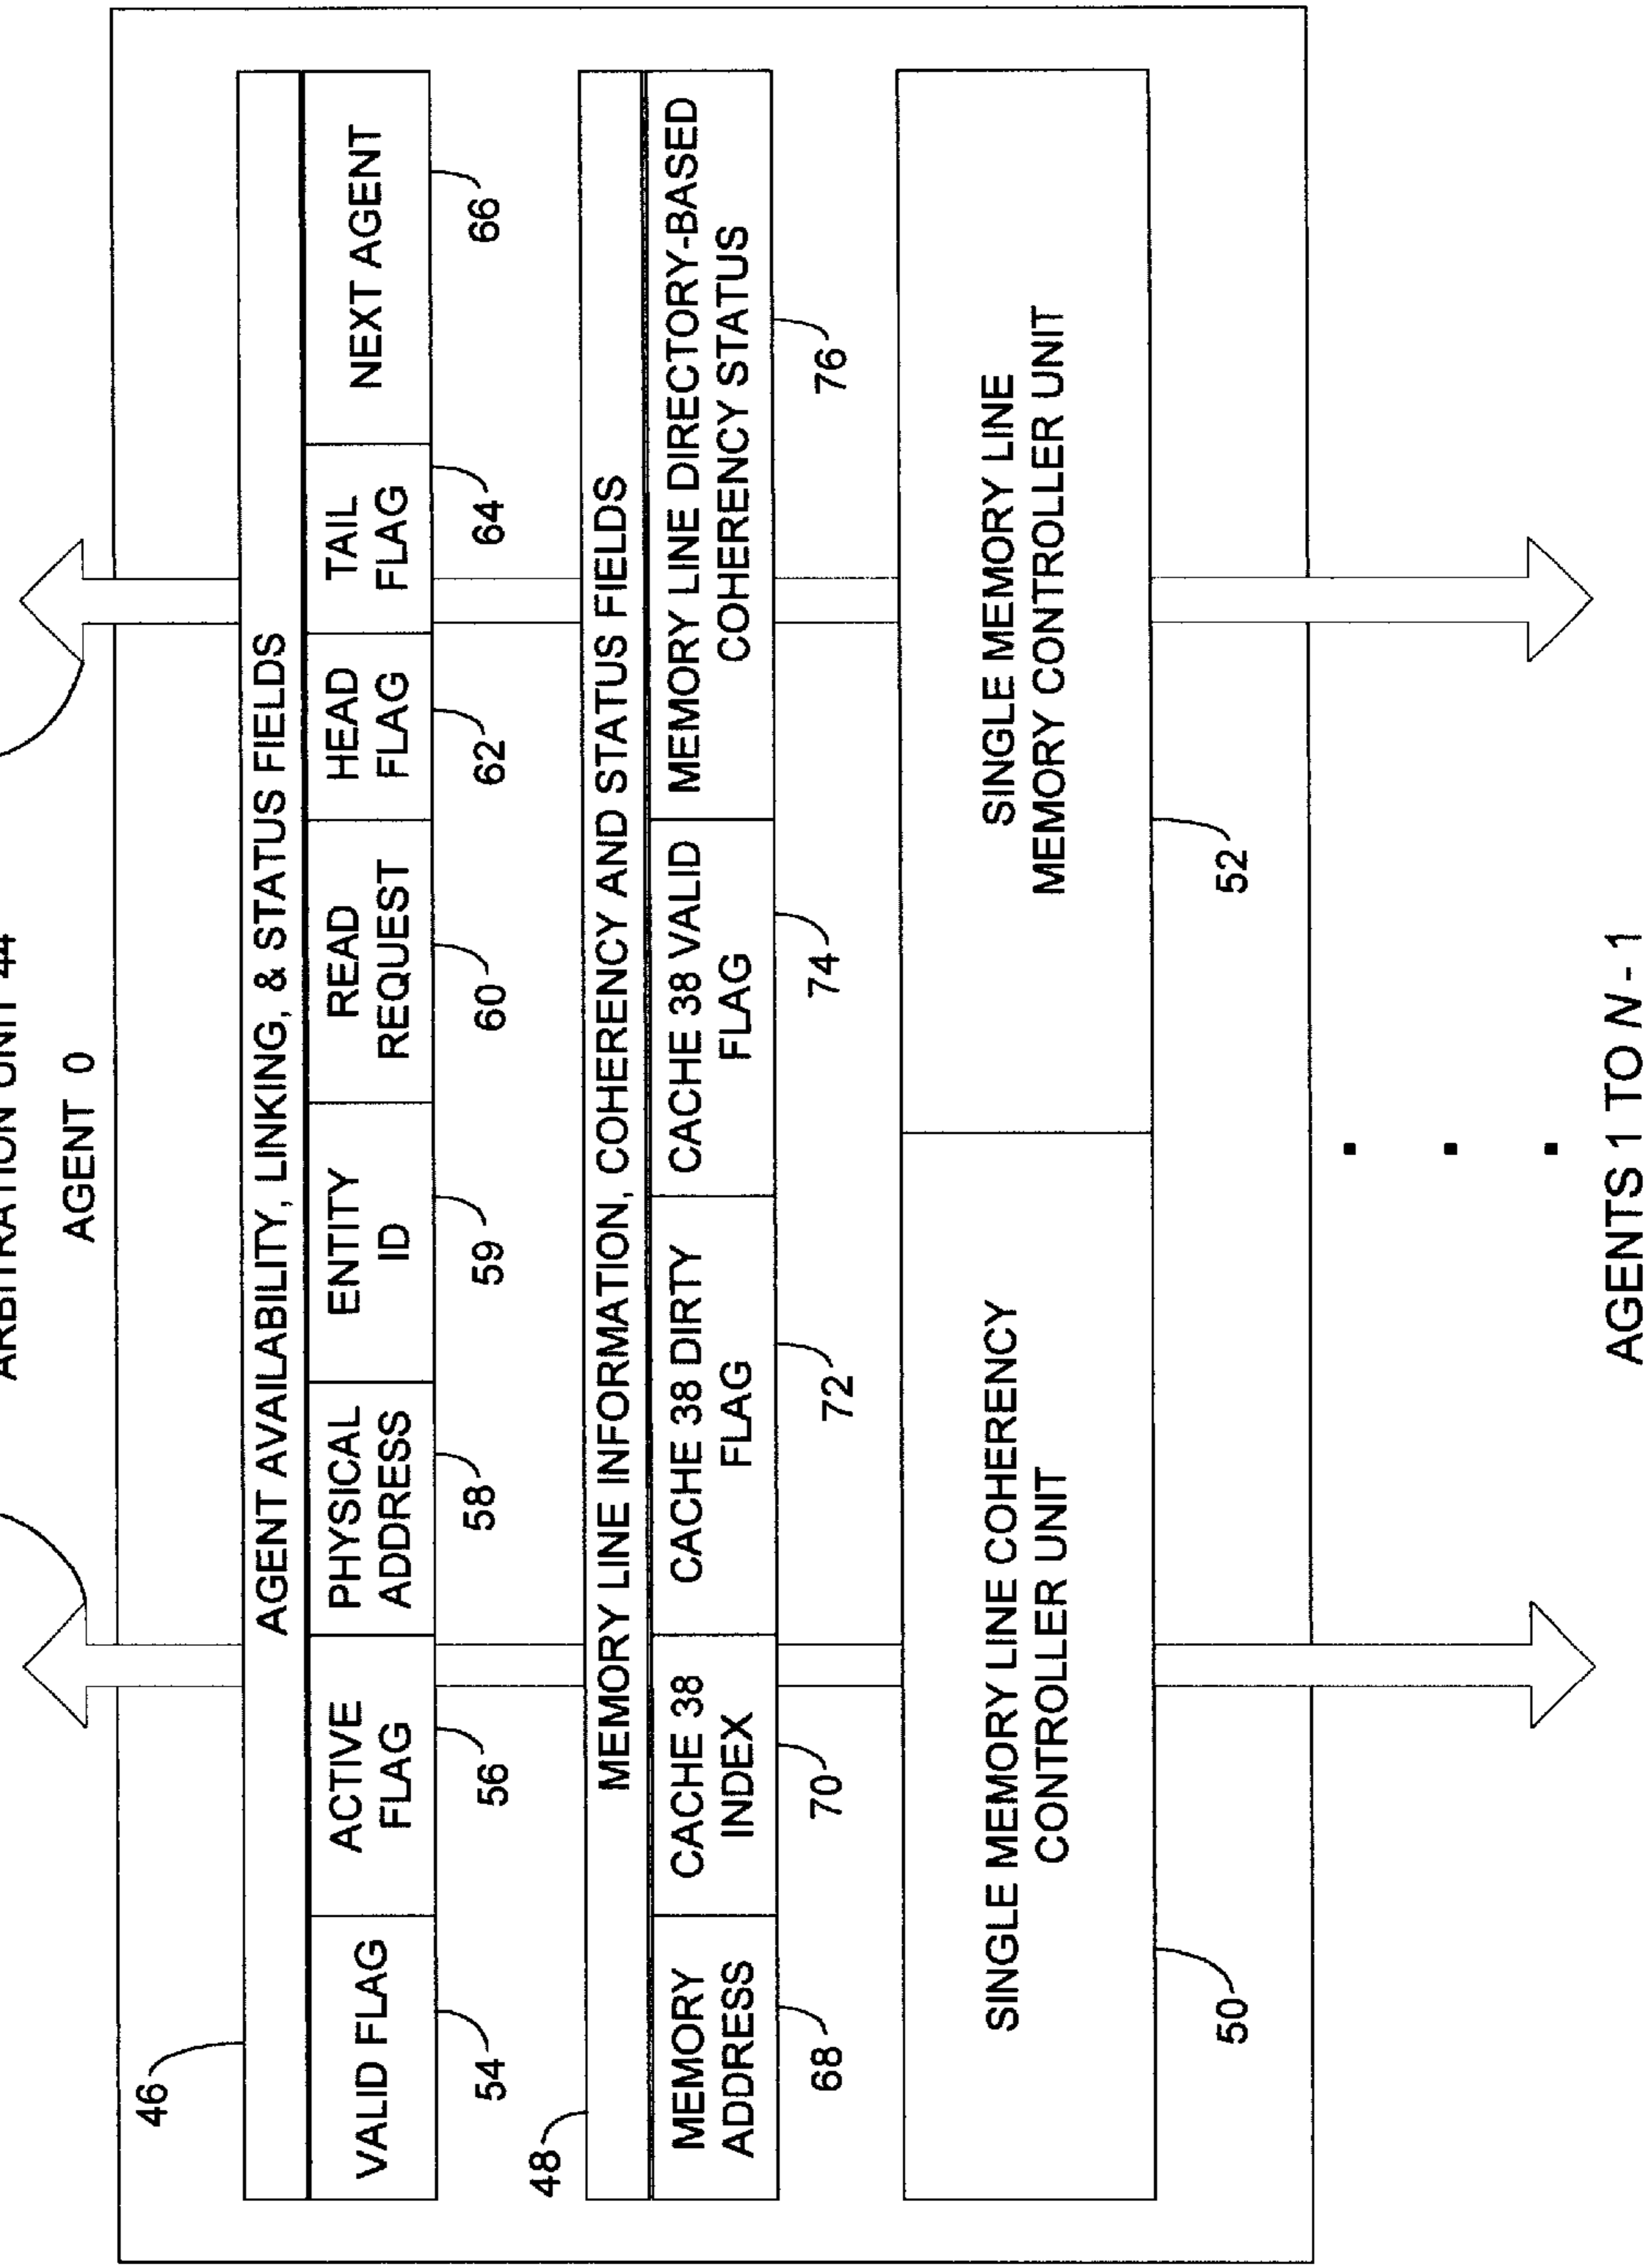 ARBITRATION UNIT 44
AGENT 0
46
AGENT AVAILABILITY, LINKING, & STATUS FIELDS
VALID FLAG
ACTIVE
FLAG
PHYSICAL
ADDRESS
ENTITY
ID
READ
REQUEST
HEAD
FLAG
TAIL
FLAG
NEXT AGENT
54
56
58
59
60
62
64
66
48
MEMORY LINE INFORMATION, COHERENCY AND STATUS FIELDS
MEMORY
ADDRESS
CACHE 38
INDEX
CACHE 38 DIRTY
FLAG
CACHE 38 VALID
FLAG
MEMORY LINE DIRECTORY-BASED
COHERENCY STATUS
68
70
72
74
76
SINGLE MEMORY LINE COHERENCY
CONTROLLER UNIT
SINGLE MEMORY LINE
MEMORY CONTROLLER UNIT
50
52
AGENTS 1 TO N - 1